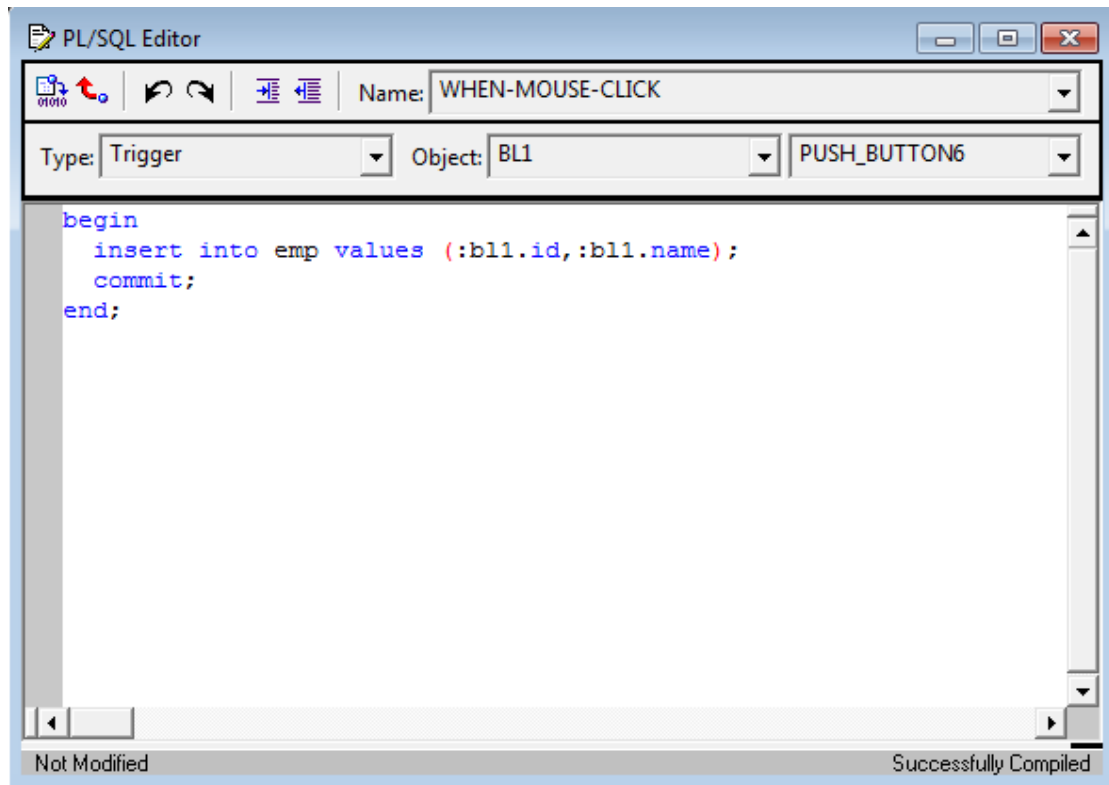 PL/SQL Editor
01010
Name: WHEN-MOUSE-CLICK
Type: Trigger Object: BL1 PUSH_BUTTON6
begin
insert into emp values (:bl1.id,:bl1.name);
commit;
end;
Not Modified Successfully Compiled